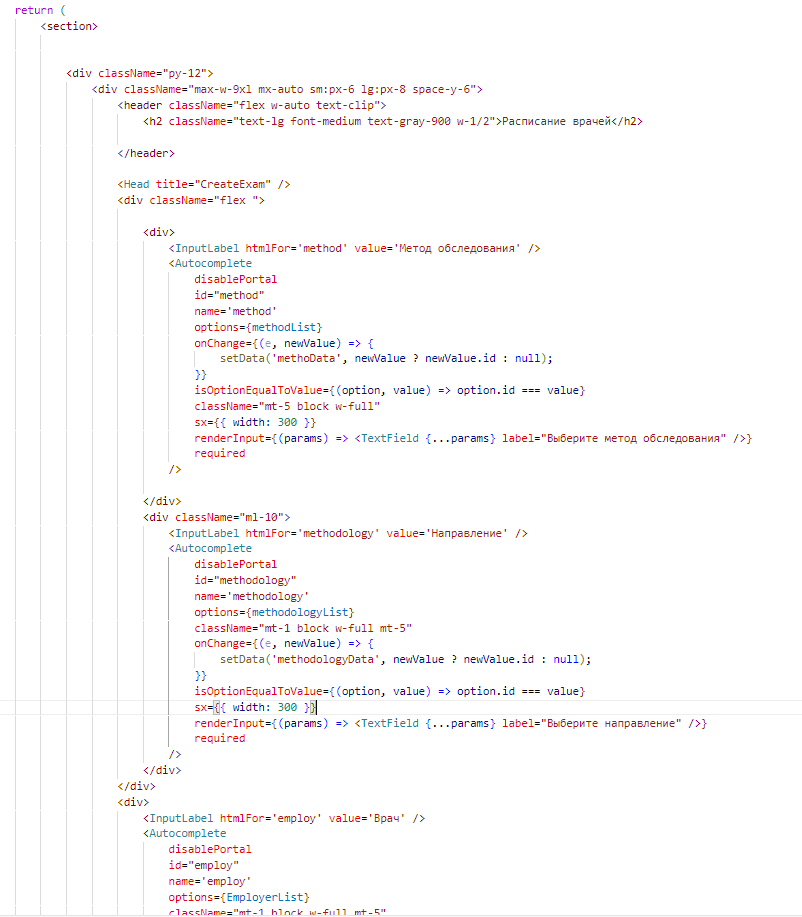 return (
<section>
<div className="py-12">
<div className="max-w-9xl mx-auto sm:px-6 lg:px-8 space-y-6">
<header className="flex w-auto text-clip">
<h2 className="text-lg font-medium text-gray-900 w-1/2">Расписание врачей</h2>
</header>
<Head title="CreateExam" />
<div className="flex ">
<div>
<InputLabel htmlFor='method' value='Метод обследования' />
<Autocomplete
disablePortal
id="method"
name='method'
options={methodList}
onChange={(e, newValue) => {
setData('methoData', newValue ? newValue.id : null);
}}
isOptionEqualToValue={(option, value) => option.id === value}
className="mt-5 block w-full"
sx={{ width: 300 }}
renderInput={(params) => <TextField {...params} label="Выберите метод обследования" />}
required
/>
</div>
<div className="ml-10">
<InputLabel htmlFor='methodology' value='Направление' />
<Autocomplete
disablePortal
id="methodology"
name='methodology'
options={methodologyList}
className="mt-1 block w-full mt-5"
onChange={(e, newValue) => {
setData('methodologyData', newValue ? newValue.id : null);
}}
isOptionEqualToValue={(option, value) => option.id === value}
sx={{ width: 300 }}
renderInput={(params) => <TextField {...params} label="Выберите направление" />}
required
/>
</div>
</div>
<div>
<InputLabel htmlFor='employ' value='Врач' />
<Autocomplete
disablePortal
id="employ"
name='employ'
options={EmployerList}
className="mt-1 block w-full mt-5"